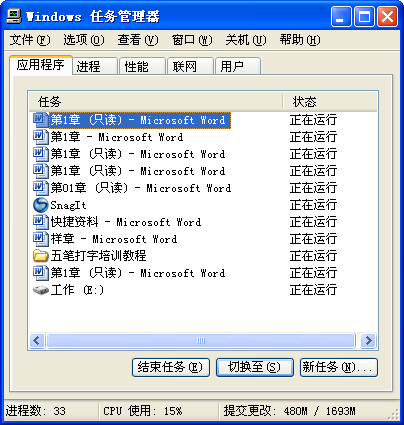 Windows 任务管理器
文件(F) 选项(O) 查看(V) 窗口(W) 关机(U) 帮助(H)
应用程序 进程 性能 联网 用户
任务 状态
第1章 (只读) - Microsoft Word 正在运行
第1章 - Microsoft Word 正在运行
第1章 (只读) - Microsoft Word 正在运行
第1章 (只读) - Microsoft Word 正在运行
第01章 (只读) - Microsoft Word 正在运行
SnagIt 正在运行
快捷资料 - Microsoft Word 正在运行
样章 - Microsoft Word 正在运行
五笔打字培训教程 正在运行
第1章 (只读) - Microsoft Word 正在运行
工作 (E:) 正在运行
结束任务(E) 切换至(S) 新任务(N)...
进程数: 33 CPU 使用: 15% 提交更改: 480M / 1693M